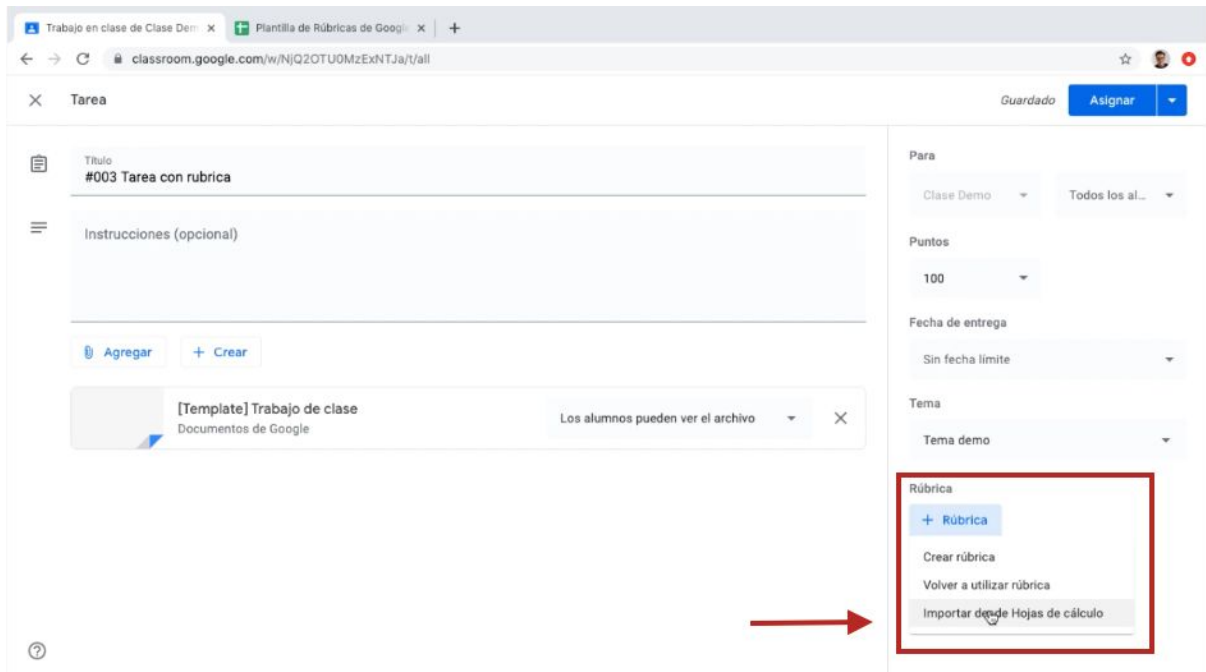 Trabajo en clase de Clase Dem
Plantilla de Rúbricas de Googl
classroom.google.com/w/NjQ2OTU0MzExNTJa/t/all
Tarea
Guardado
Asignar
Título
#003 Tarea con rubrica
Instrucciones (opcional)
Agregar
+ Crear
[Template] Trabajo de clase
Documentos de Google
Los alumnos pueden ver el archivo
Para
Clase Demo
Todos los al...
Puntos
100
Fecha de entrega
Sin fecha límite
Tema
Tema demo
Rúbrica
+ Rúbrica
Crear rúbrica
Volver a utilizar rúbrica
Importar desde Hojas de cálculo